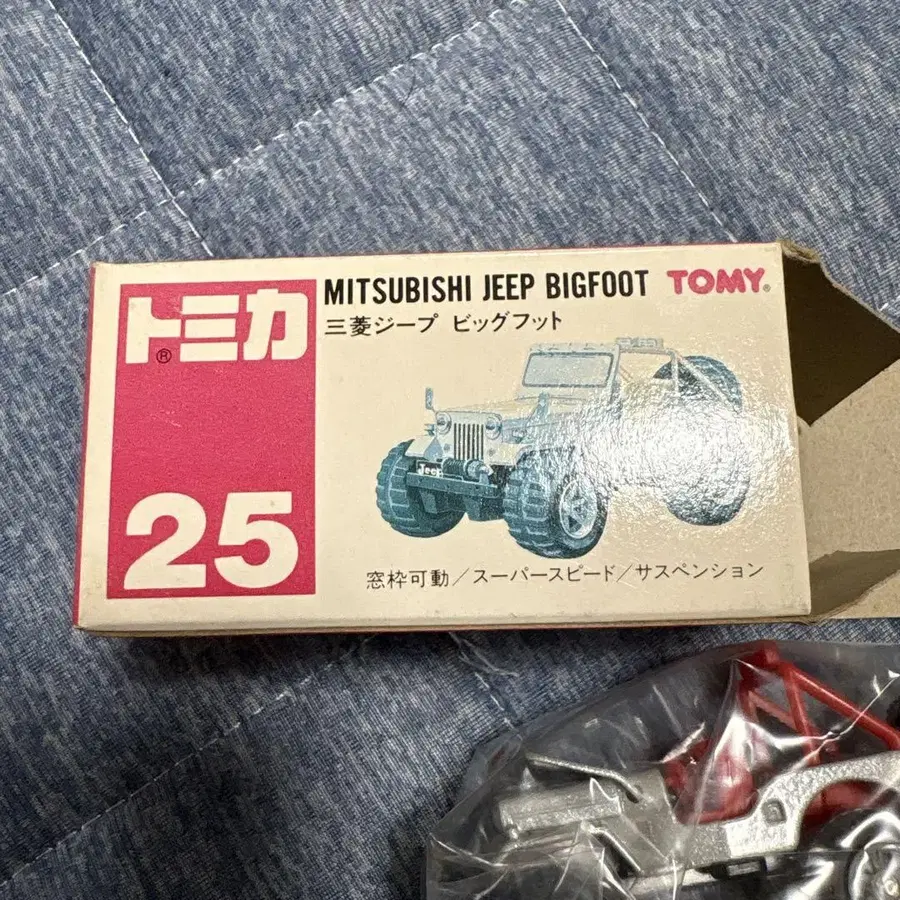 トミカ
®
25
MITSUBISHI JEEP BIGFOOT TOMY®
三菱ジープ ビッグフット
Jeep
窓枠可動/スーパースピード/サスペンション